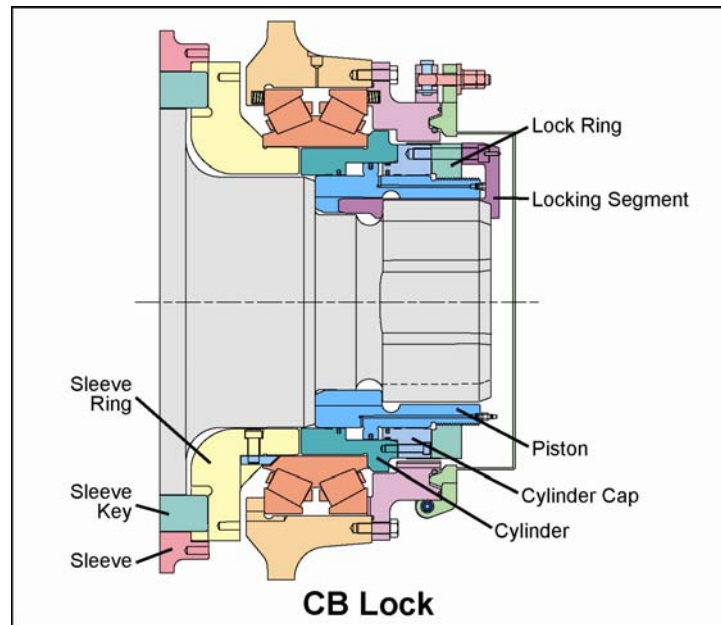 Lock Ring
Locking Segment
Sleeve
Ring
Piston
Sleeve
Key
Cylinder Cap
Cylinder
Sleeve
CB Lock